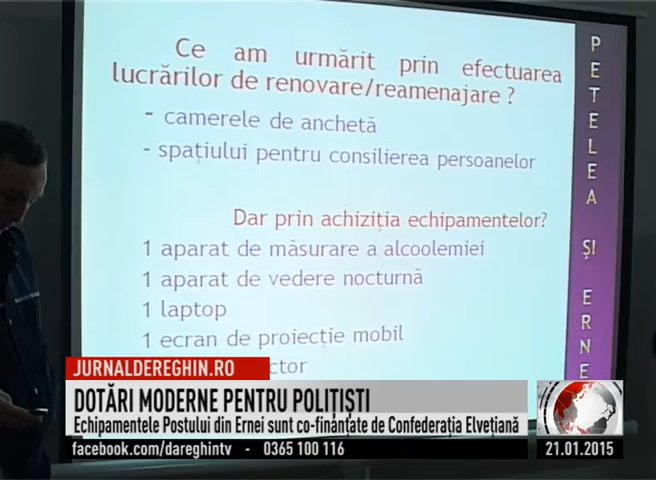 Ce am urmărit prin efectuarea
lucrărilor de renovare/reamenajare ?
- camerele de anchetă
- spațiului pentru consilierea persoanelor
Dar prin achiziția echipamentelor?
1 aparat de măsurare a alcoolemiei
1 aparat de vedere nocturnă
1 laptop
1 ecran de proiecție mobil
ctor
PETELEA ȘI ERNE
JURNALDEREGHIN.RO
DOTĂRI MODERNE PENTRU POLIȚIȘTI
Echipamentele Postului din Ernei sunt co-finanțate de Confederația Elvețiană
facebook.com/dareghintv - 0365 100 116
21.01.2015